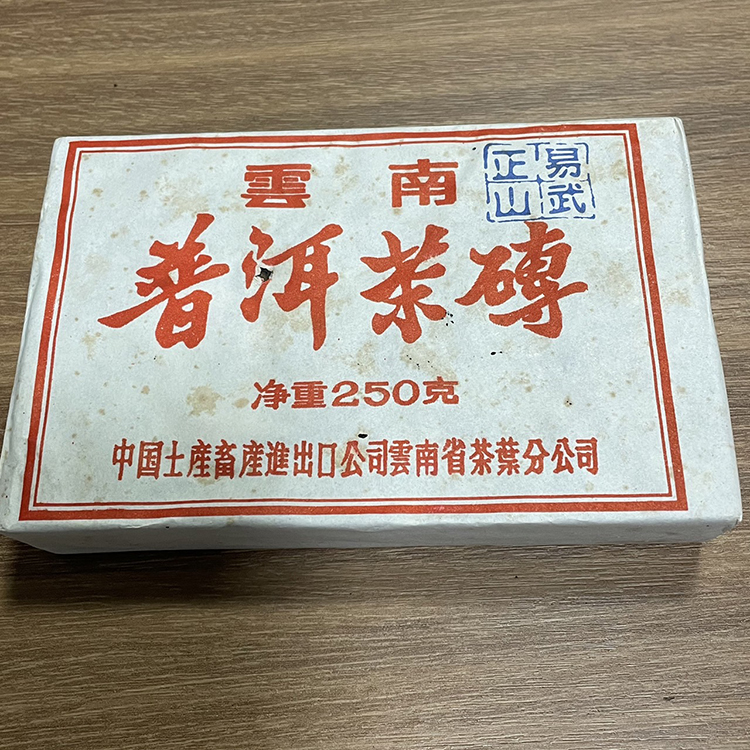 雲南
易武
正山
普洱茶磚
净重250克
中国土産畜産進出口公司雲南省茶葉分公司